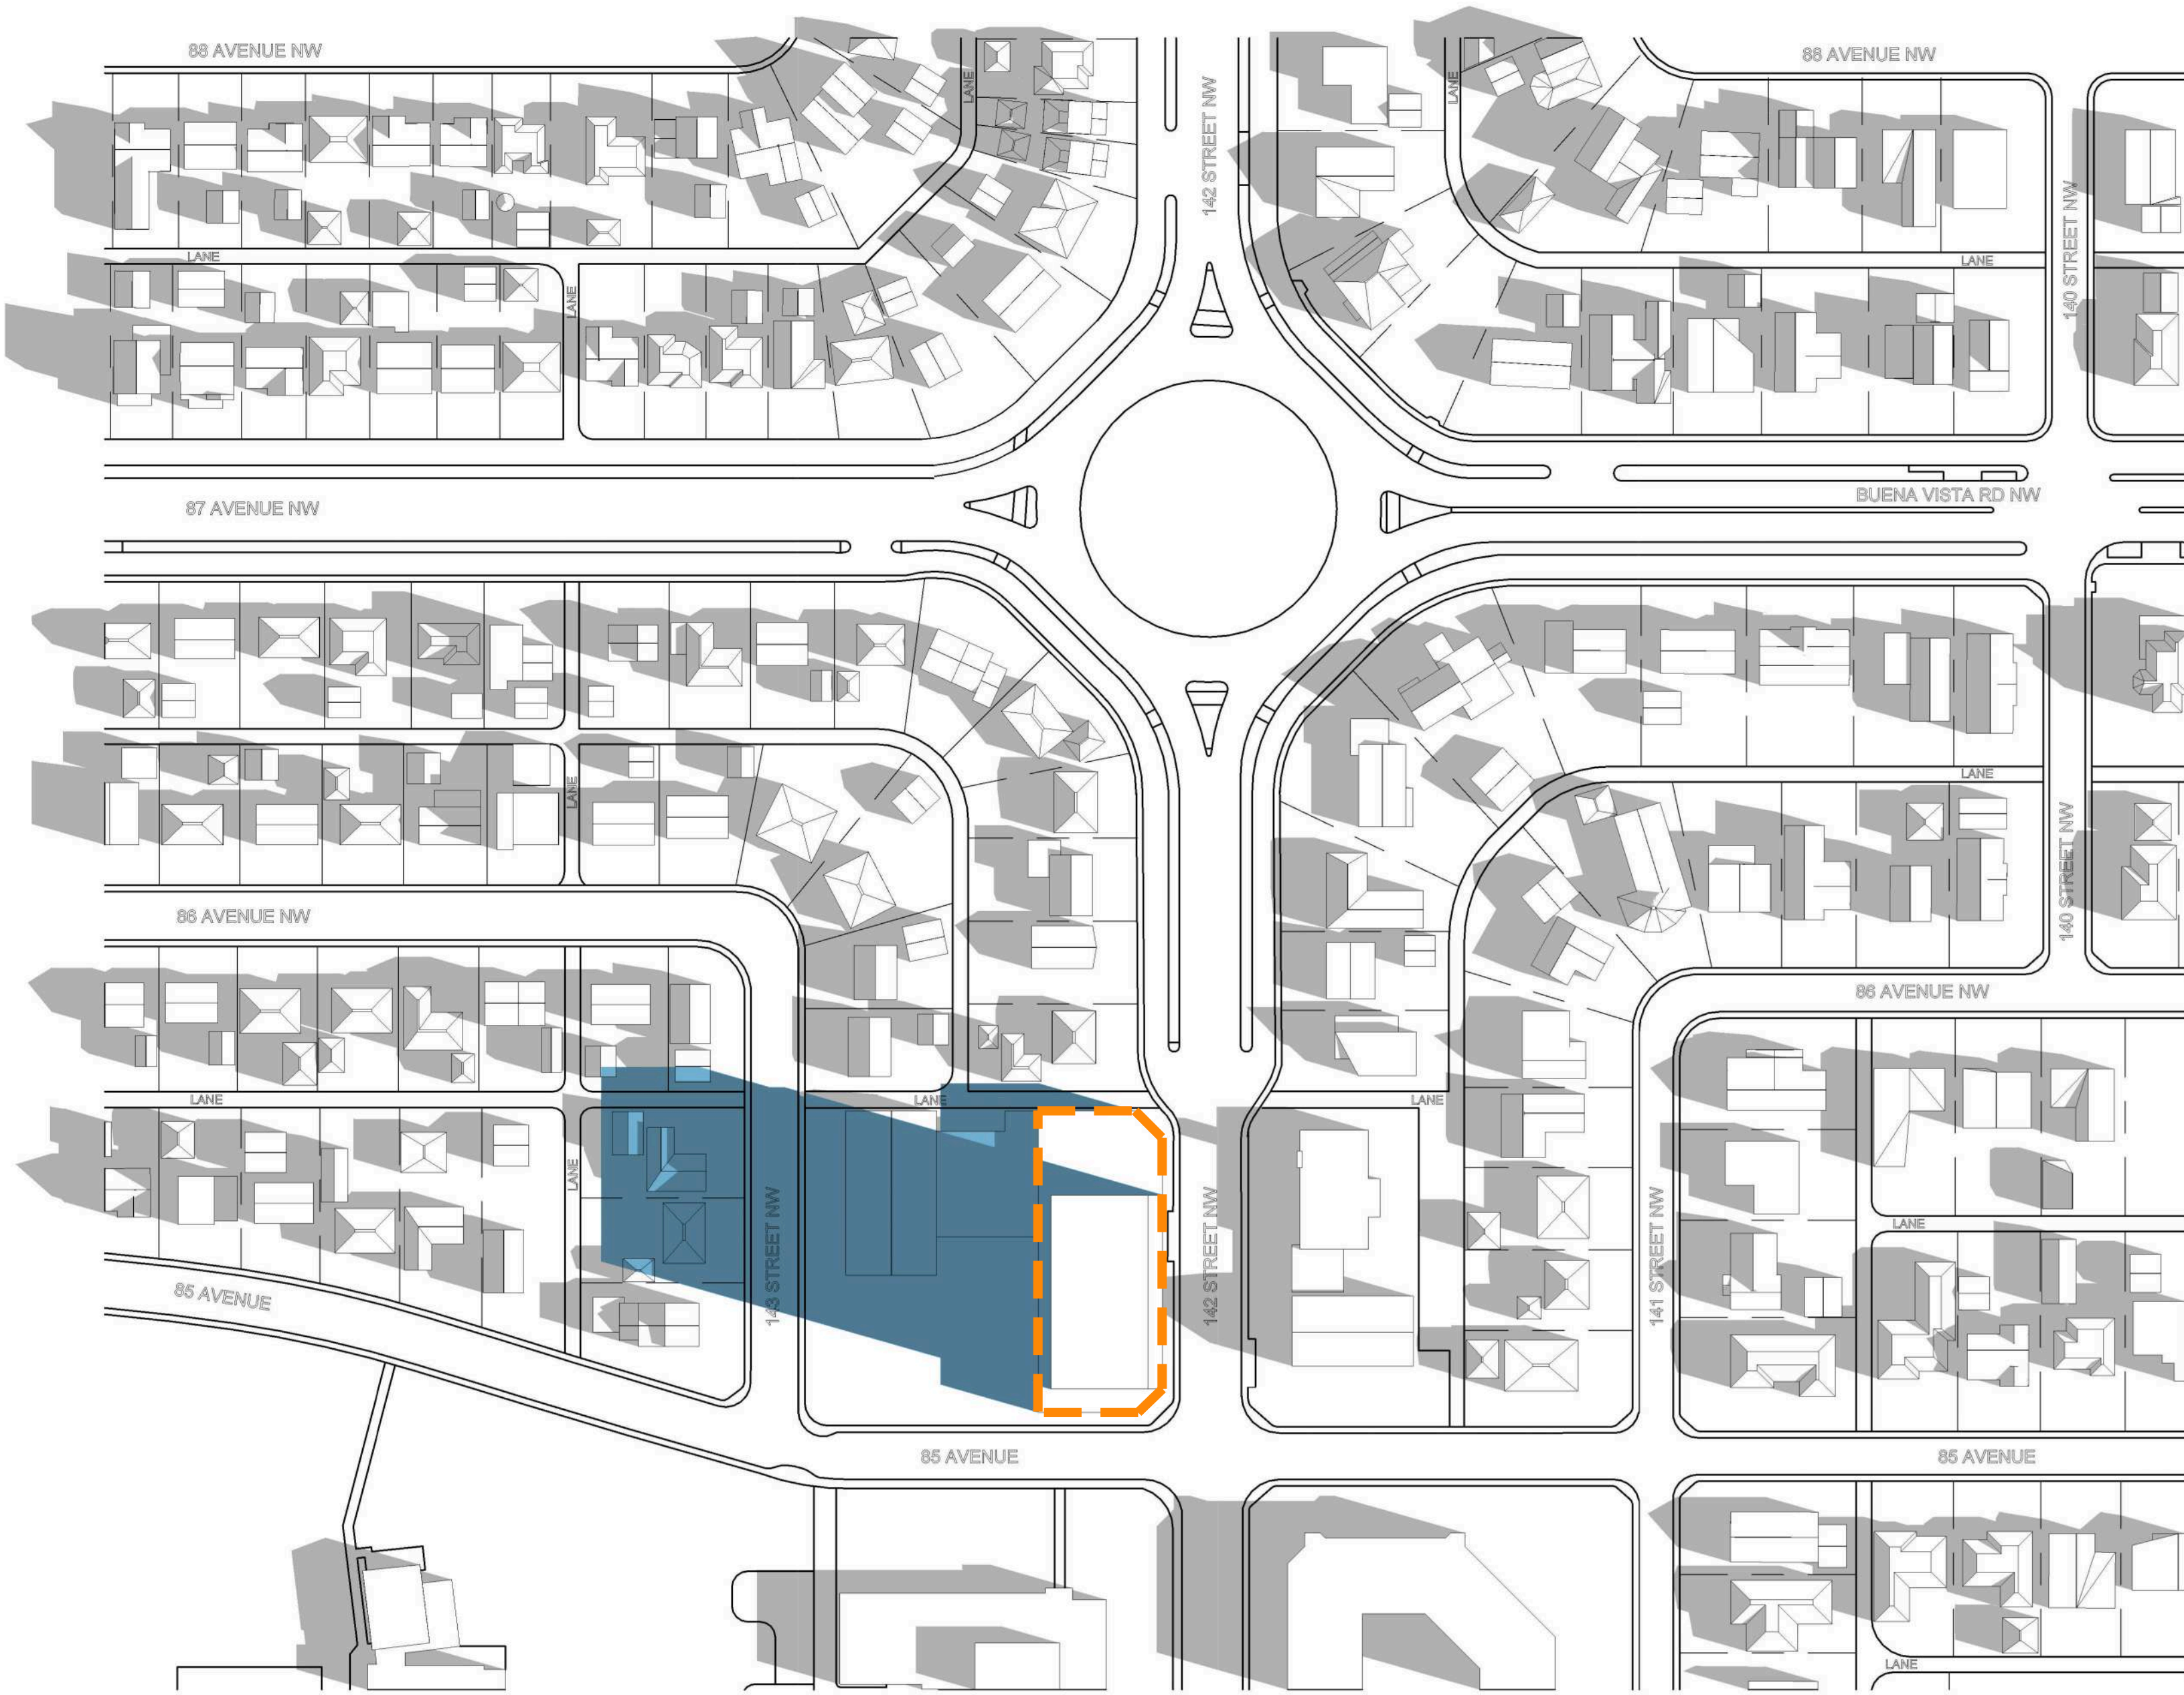 88 AVENUE NW
88 AVENUE NW
LANE
LANE
142 STREET NW
140 STREET NW
LANE
LANE
LANE
87 AVENUE NW
BUENA VISTA RD NW
LANE
LANE
140 STREET NW
86 AVENUE NW
86 AVENUE NW
LANE
LANE
LANE
LANE
143 STREET NW
142 STREET NW
141 STREET NW
LANE
85 AVENUE
85 AVENUE
85 AVENUE
LANE